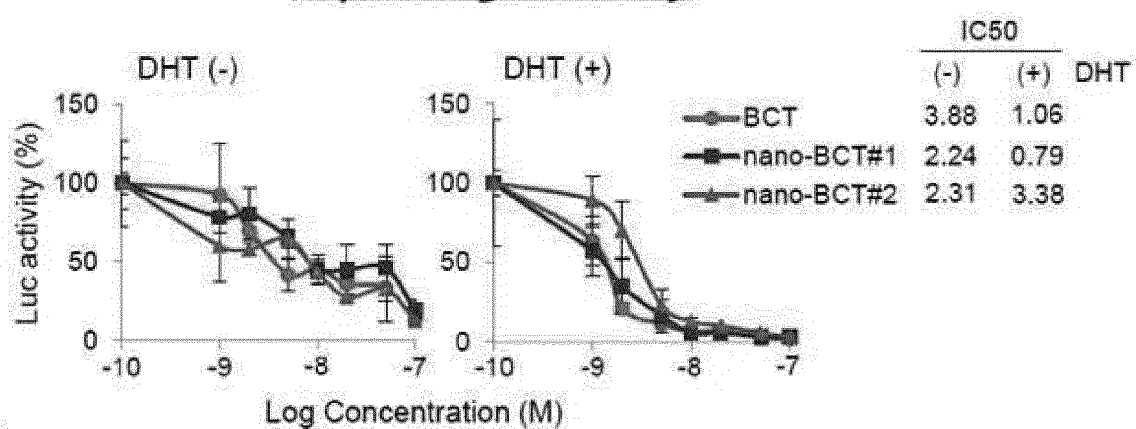 IC50
DHT (-) DHT (+) (-) (+) DHT
150 150
BCT 3.88 1.06
nano-BCT#1 2.24 0.79
nano-BCT#2 2.31 3.38
100 100
50 50
0 0
-10 -9 -8 -7 -10 -9 -8 -7
Luc activity (%)
Log Concentration (M)